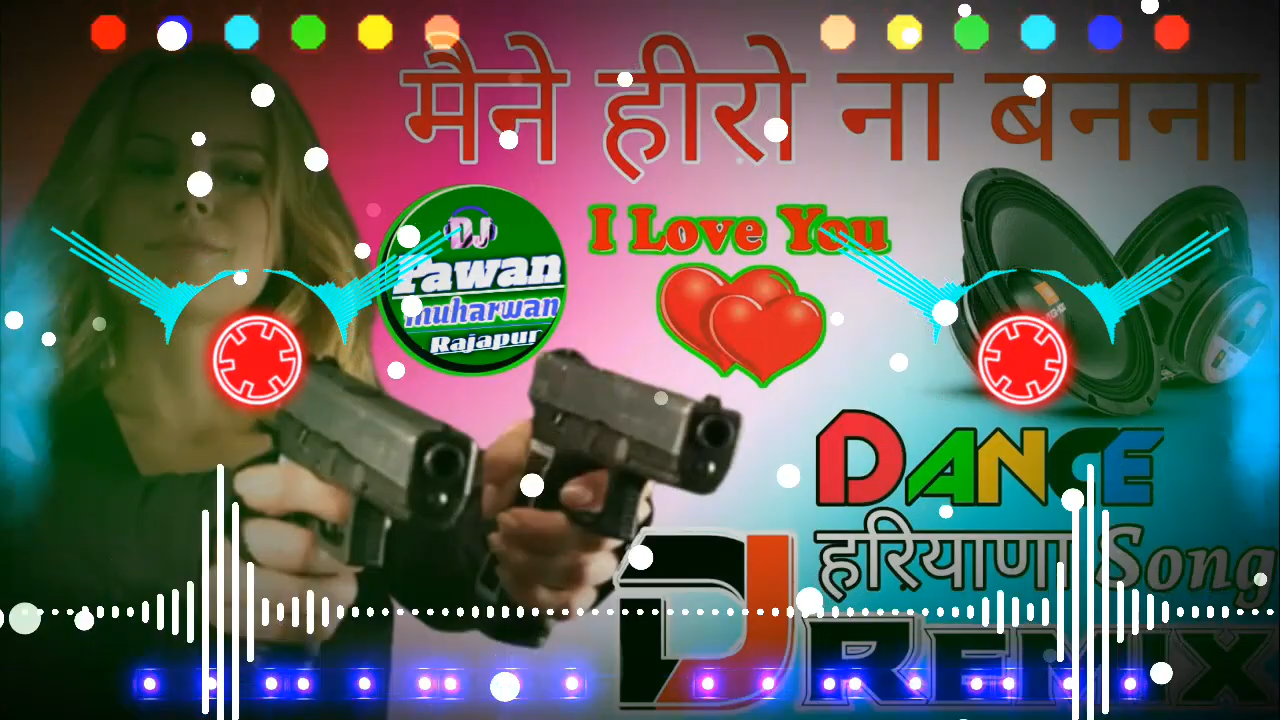 मैने हीरो ना बनना
DJ
Pawan
muharwan
Rajapur
I Love You
DANCE
हरियाणा Song
DJ REMIX